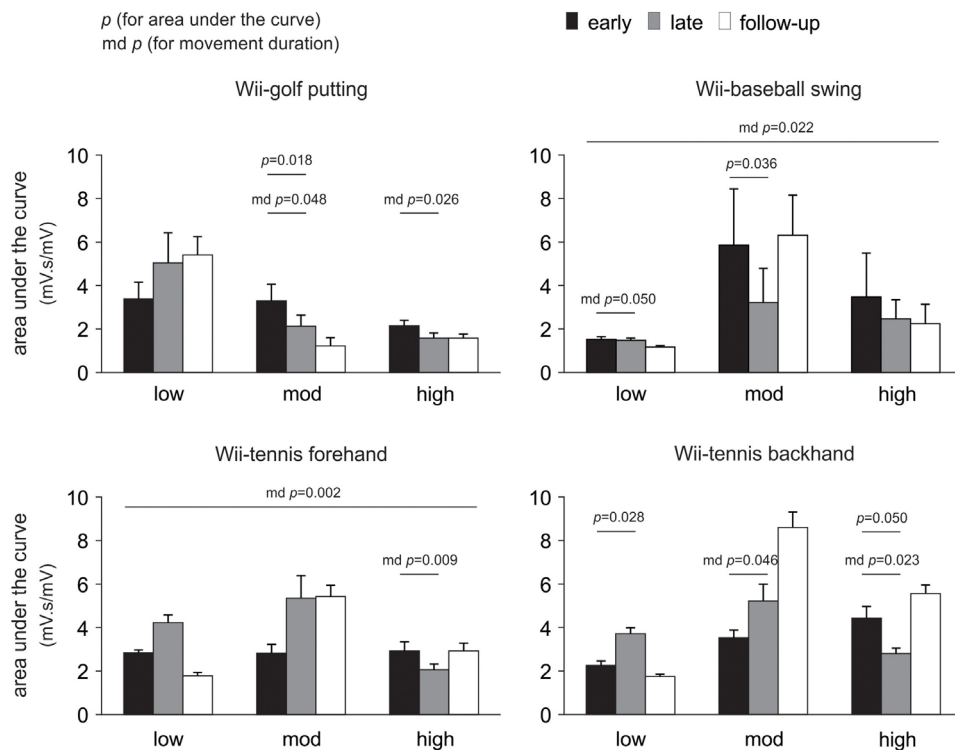 p (for area under the curve)
md p (for movement duration)
early late follow-up
Wii-golf putting
area under the curve
(mV.s/mV)
10
8
6
4
2
0
p=0.018
md p=0.048
md p=0.026
low mod high
Wii-baseball swing
md p=0.022
10
8
6
4
2
0
p=0.036
md p=0.050
low mod high
Wii-tennis forehand
area under the curve
(mV.s/mV)
10
8
6
4
2
0
md p=0.002
md p=0.009
low mod high
Wii-tennis backhand
10
8
6
4
2
0
p=0.028
md p=0.046
p=0.050
md p=0.023
low mod high